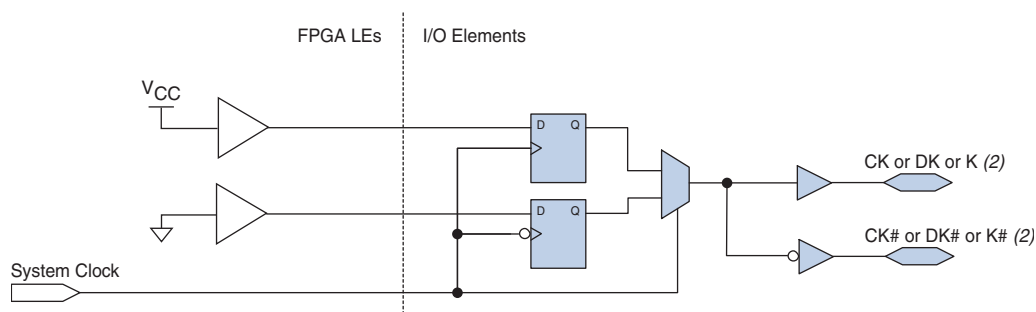 FPGA LEs
I/O Elements
VCC
D Q
CK or DK or K (2)
D Q
CK# or DK# or K# (2)
System Clock